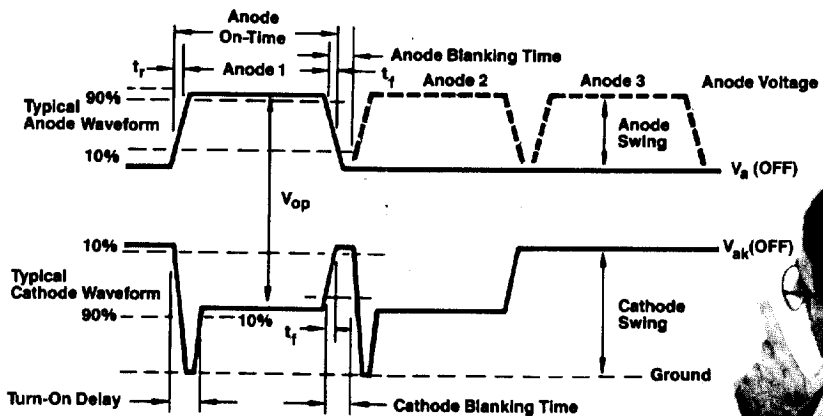 Anode
On-Time
Anode Blanking Time
tr
Anode 1
tf
Anode 2
Anode 3
Anode Voltage
90%
Typical
Anode Waveform
Anode
Swing
10%
Va (OFF)
Vop
10%
Vak(OFF)
Typical
Cathode Waveform
Cathode
Swing
90%
10%
tf
Ground
Turn-On Delay
Cathode Blanking Time